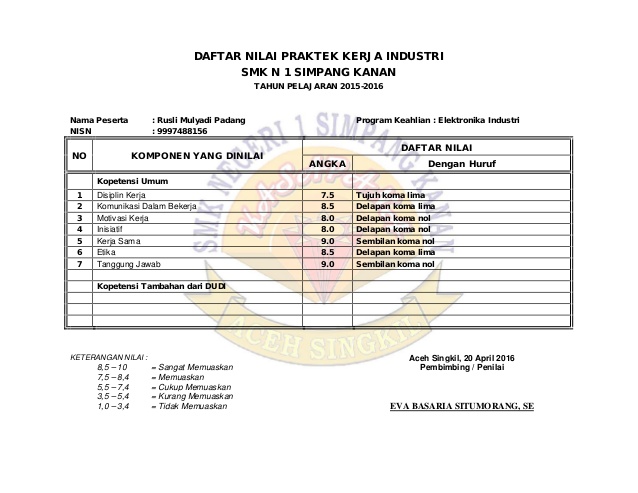 DAFTAR NILAI PRAKTEK KERJA INDUSTRI
SMK N 1 SIMPANG KANAN
TAHUN PELAJARAN 2015-2016
Nama Peserta : Rusli Mulyadi Padang Program Keahlian : Elektronika Industri
NISN : 9997488156
NO KOMPONEN YANG DINILAI DAFTAR NILAI
ANGKA Dengan Huruf
Kopetensi Umum
1 Disiplin Kerja 7.5 Tujuh koma lima
2 Komunikasi Dalam Bekerja 8.5 Delapan koma lima
3 Motivasi Kerja 8.0 Delapan koma nol
4 Inisiatif 8.0 Delapan koma nol
5 Kerja Sama 9.0 Sembilan koma nol
6 Etika 8.5 Delapan koma lima
7 Tanggung Jawab 9.0 Sembilan koma nol
Kopetensi Tambahan dari DUDI
SMK NEGERI 1 SIMPANG KANAN
ACEH SINGKIL
KETERANGAN NILAI :
8,5 – 10 = Sangat Memuaskan
7,5 – 8,4 = Memuaskan
5,5 – 7,4 = Cukup Memuaskan
3,5 – 5,4 = Kurang Memuaskan
1,0 – 3,4 = Tidak Memuaskan
Aceh Singkil, 20 April 2016
Pembimbing / Penilai
EVA BASARIA SITUMORANG, SE